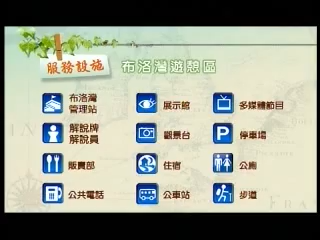 服務設施
布洛灣遊憩區
布洛灣
管理站
展示館
多媒體節目
解說牌
解說員
觀景台
P
停車場
販賣部
住宿
公廁
公共電話
公車站
步道